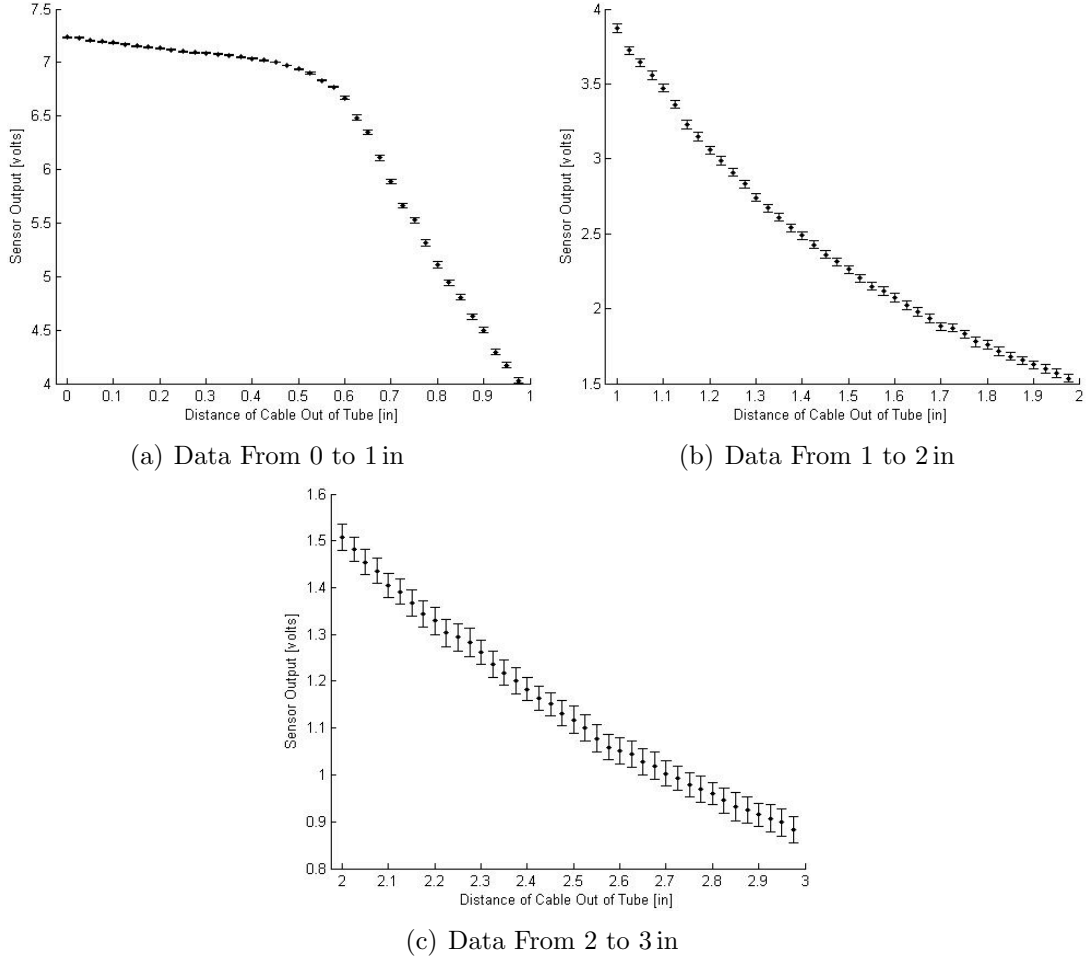 7.5
7
6.5
6
5.5
5
4.5
4
Sensor Output [volts]
0 0.1 0.2 0.3 0.4 0.5 0.6 0.7 0.8 0.9 1
Distance of Cable Out of Tube [in]
(a) Data From 0 to 1 in
4
3.5
3
2.5
2
1.5
Sensor Output [volts]
1 1.1 1.2 1.3 1.4 1.5 1.6 1.7 1.8 1.9 2
Distance of Cable Out of Tube [in]
(b) Data From 1 to 2 in
1.6
1.5
1.4
1.3
1.2
1.1
1
0.9
0.8
Sensor Output [volts]
2 2.1 2.2 2.3 2.4 2.5 2.6 2.7 2.8 2.9 3
Distance of Cable Out of Tube [in]
(c) Data From 2 to 3 in